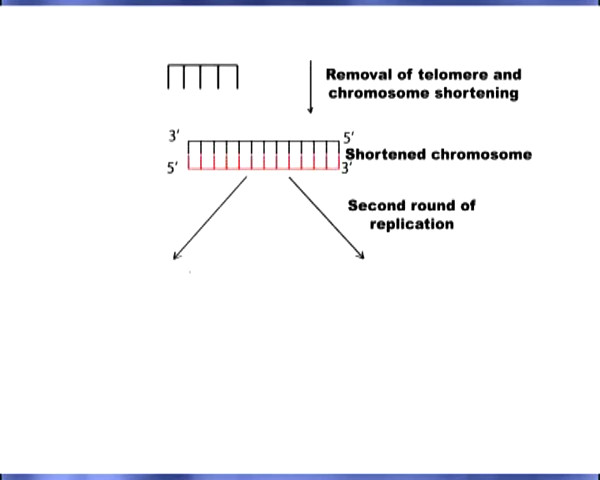 Removal of telomere and
chromosome shortening
3′ 5′
Shortened chromosome
5′ 3′
Second round of
replication